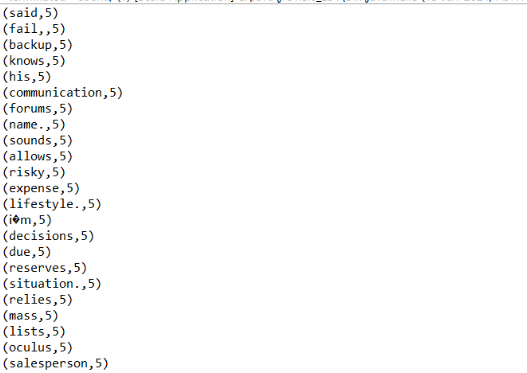 (said,5)
(fail,,5)
(backup,5)
(knows,5)
(his,5)
(communication,5)
(forums,5)
(name.,5)
(sounds,5)
(allows,5)
(risky,5)
(expense,5)
(lifestyle.,5)
(i�m,5)
(decisions,5)
(due,5)
(reserves,5)
(situation.,5)
(relies,5)
(mass,5)
(lists,5)
(oculus,5)
(salesperson,5)